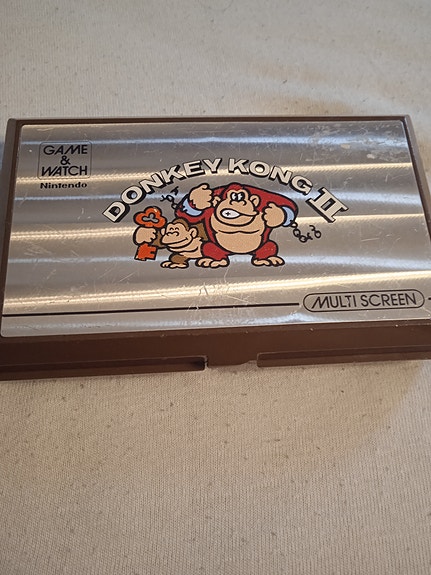 GAME
&
WATCH
Nintendo
DONKEY KONG II
MULTI SCREEN